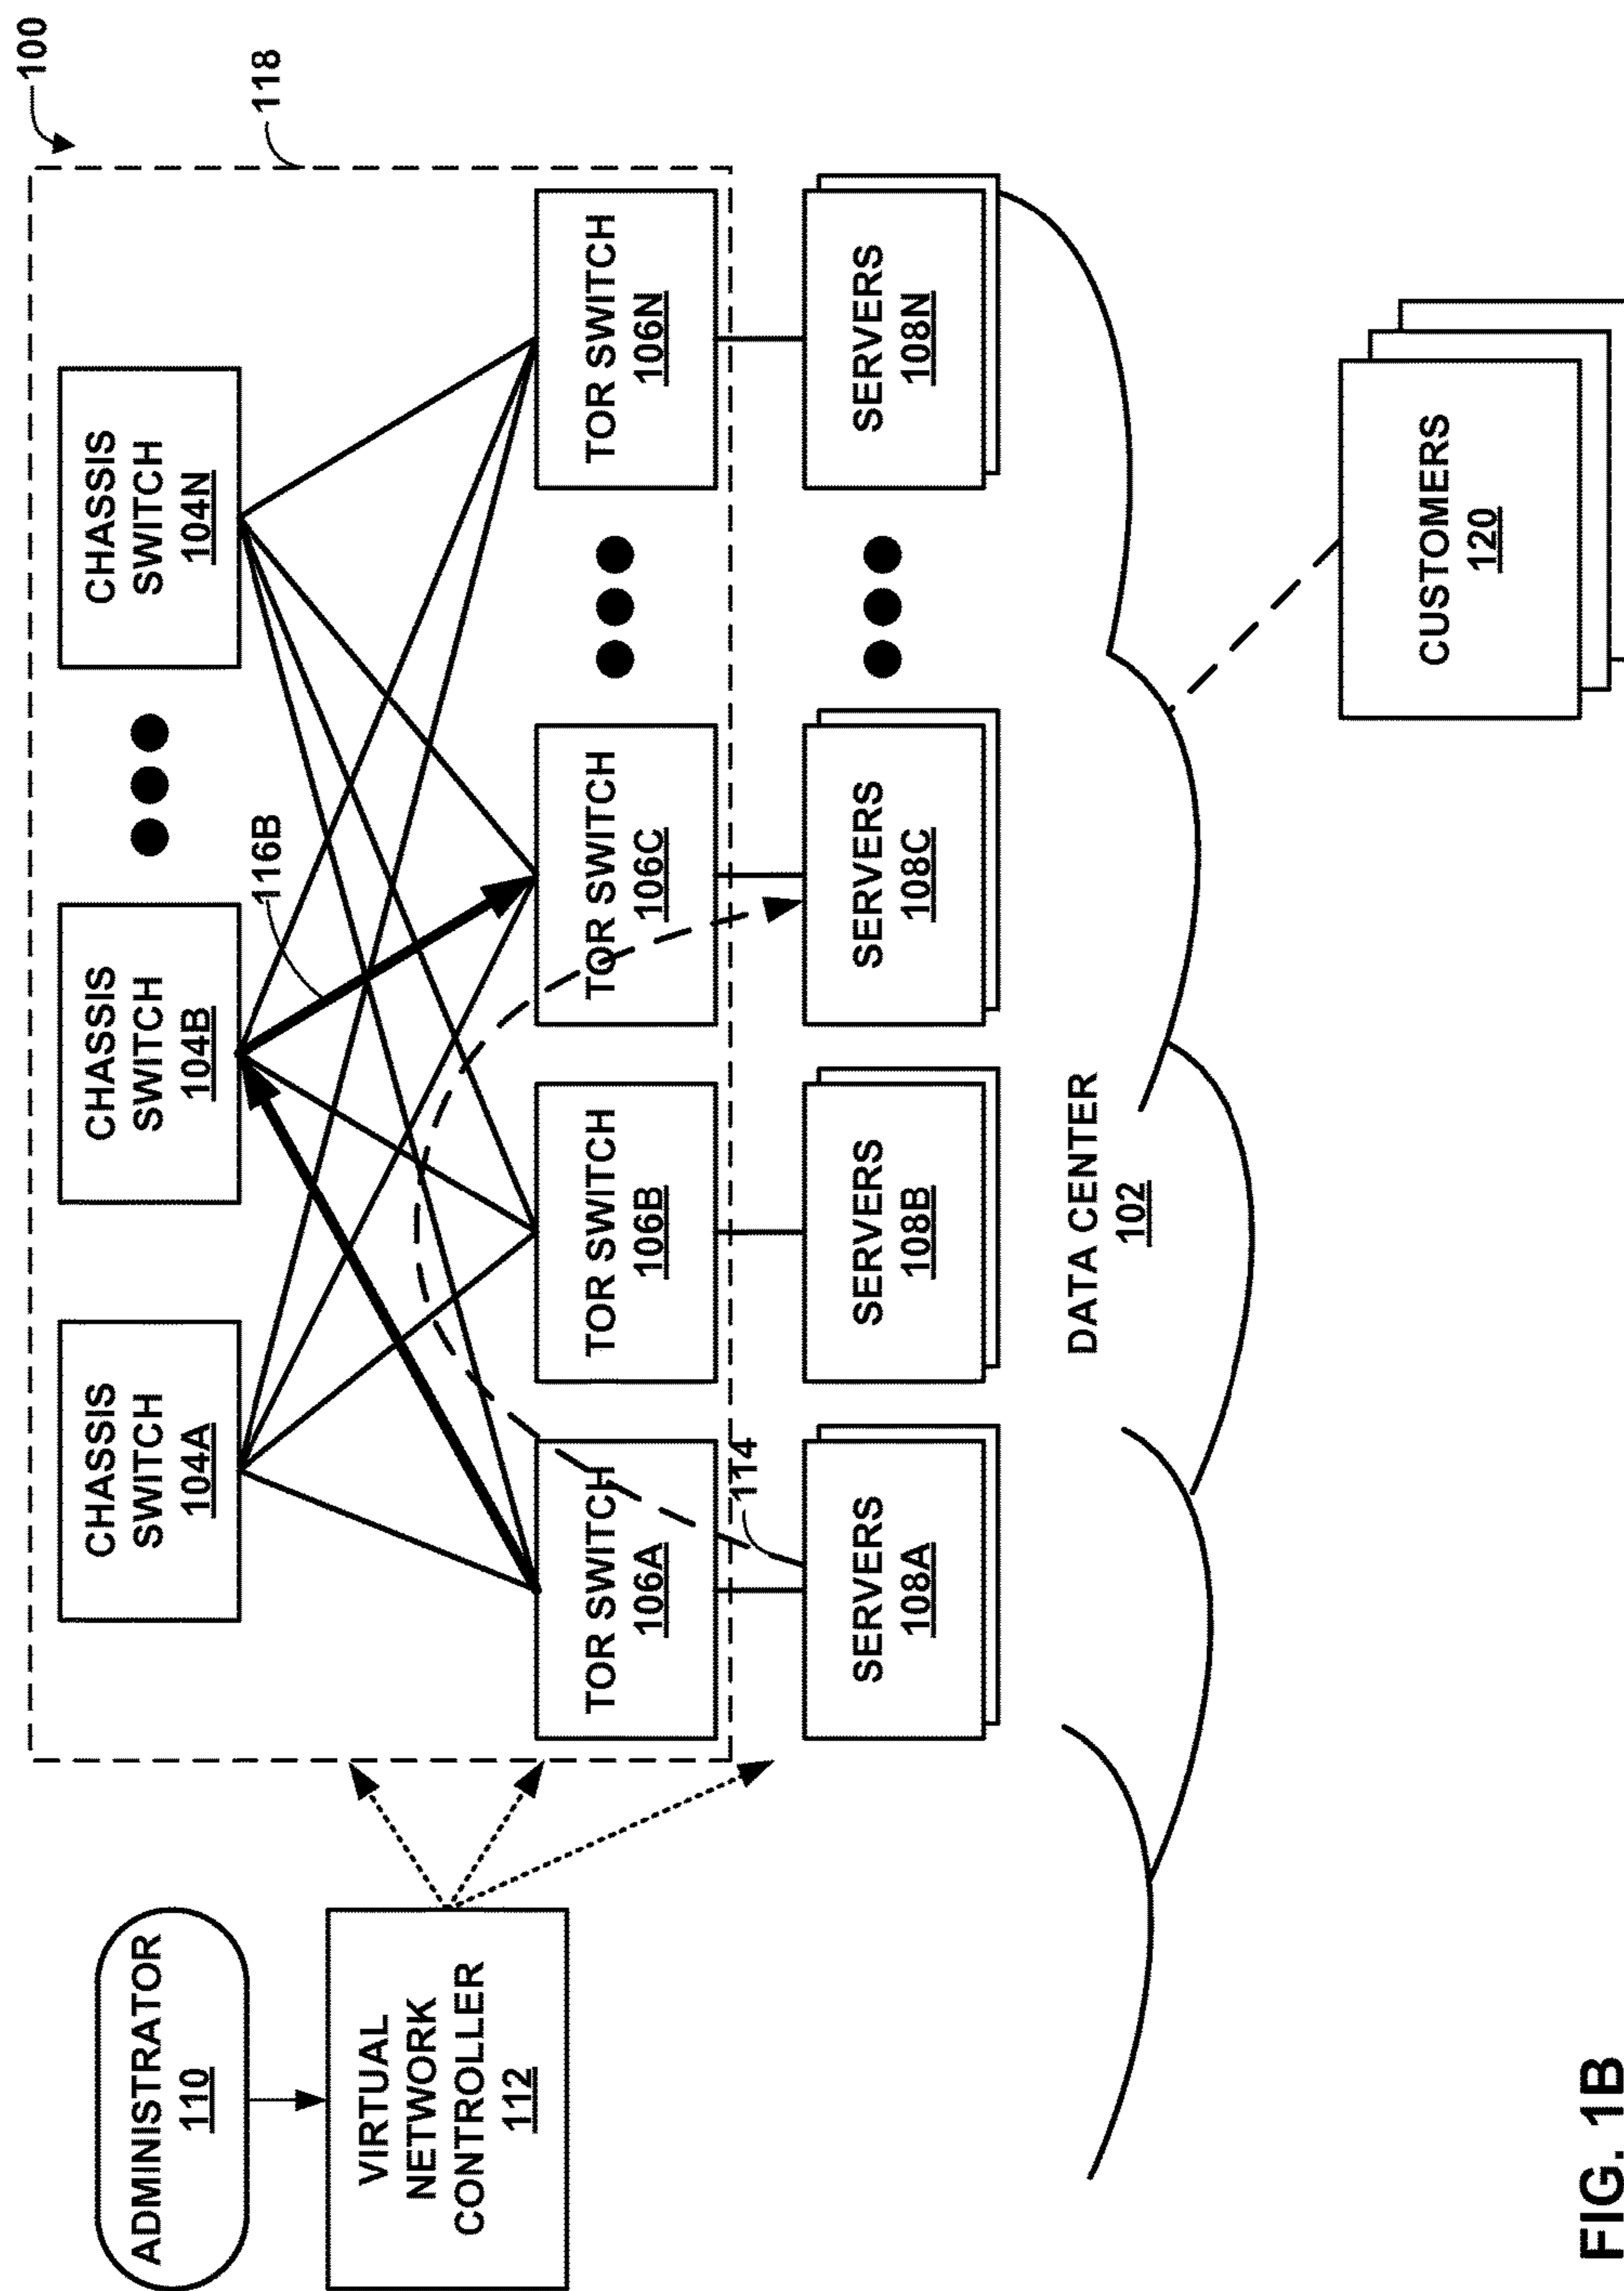 100
118
ADMINISTRATOR
110
VIRTUAL
NETWORK
CONTROLLER
112
CHASSIS
SWITCH
104A
CHASSIS
SWITCH
104B
CHASSIS
SWITCH
104N
116B
TOR SWITCH
106A
TOR SWITCH
106B
TOR SWITCH
106C
TOR SWITCH
106N
114
SERVERS
108A
SERVERS
108B
SERVERS
108C
SERVERS
108N
DATA CENTER
102
CUSTOMERS
120
FIG. 1B